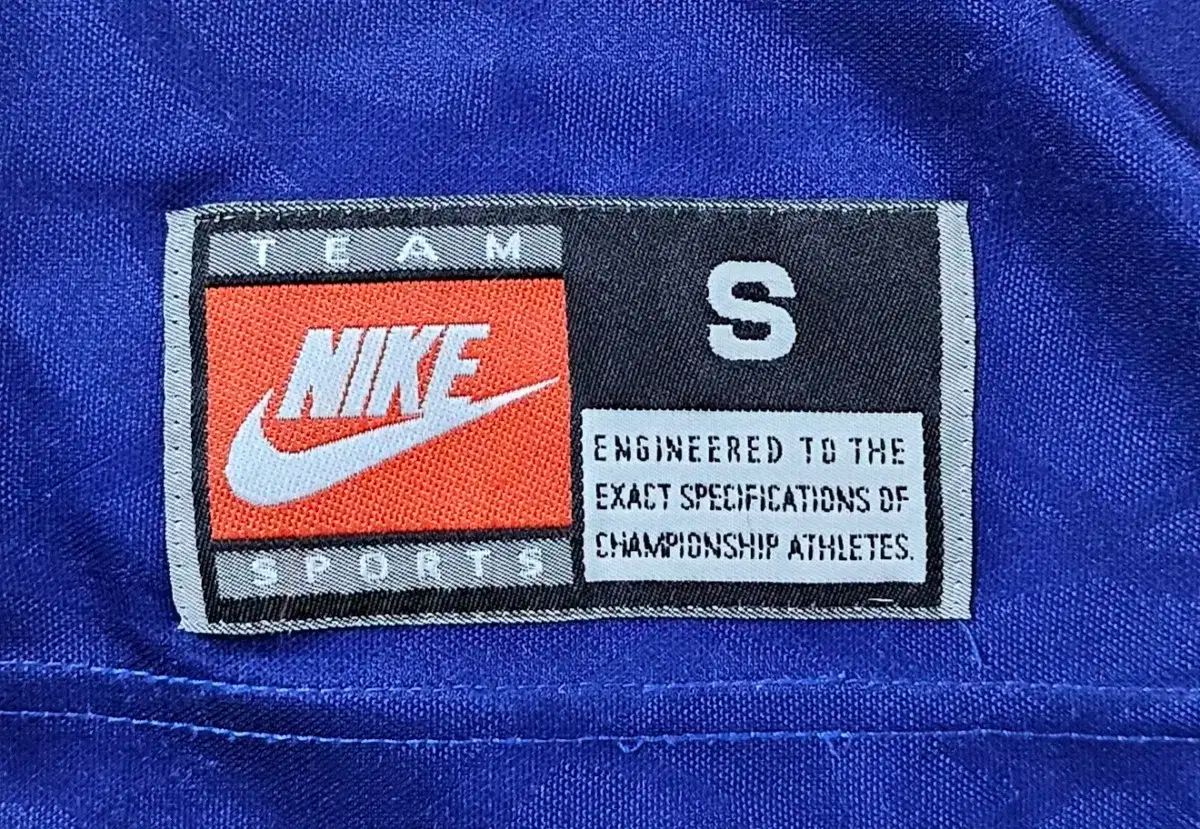 TEAM
NIKE
SPORTS
S
ENGINEERED TO THE
EXACT SPECIFICATIONS OF
CHAMPIONSHIP ATHLETES.